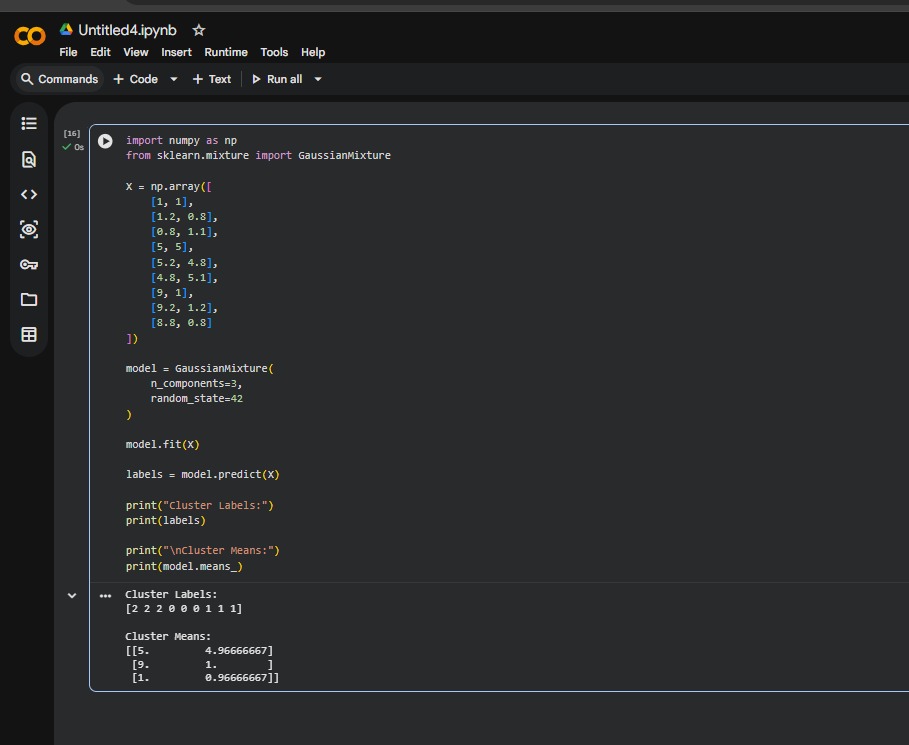 Untitled4.ipynb
File Edit View Insert Runtime Tools Help
Commands + Code + Text Run all
[16]
0s
import numpy as np
from sklearn.mixture import GaussianMixture
X = np.array([
[1, 1],
[1.2, 0.8],
[0.8, 1.1],
[5, 5],
[5.2, 4.8],
[4.8, 5.1],
[9, 1],
[9.2, 1.2],
[8.8, 0.8]
])
model = GaussianMixture(
n_components=3,
random_state=42
)
model.fit(X)
labels = model.predict(X)
print("Cluster Labels:")
print(labels)
print("\nCluster Means:")
print(model.means_)
Cluster Labels:
[2 2 2 0 0 0 1 1 1]
Cluster Means:
[[5. 4.96666667]
[9. 1. ]
[1. 0.96666667]]